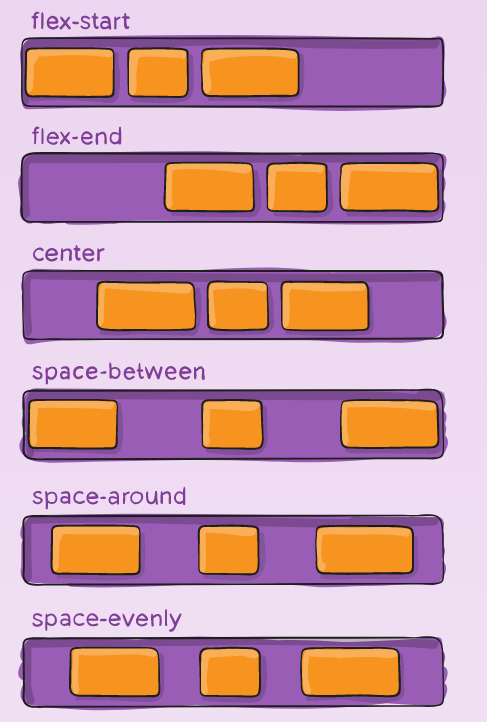 flex-start
flex-end
center
space-between
space-around
space-evenly